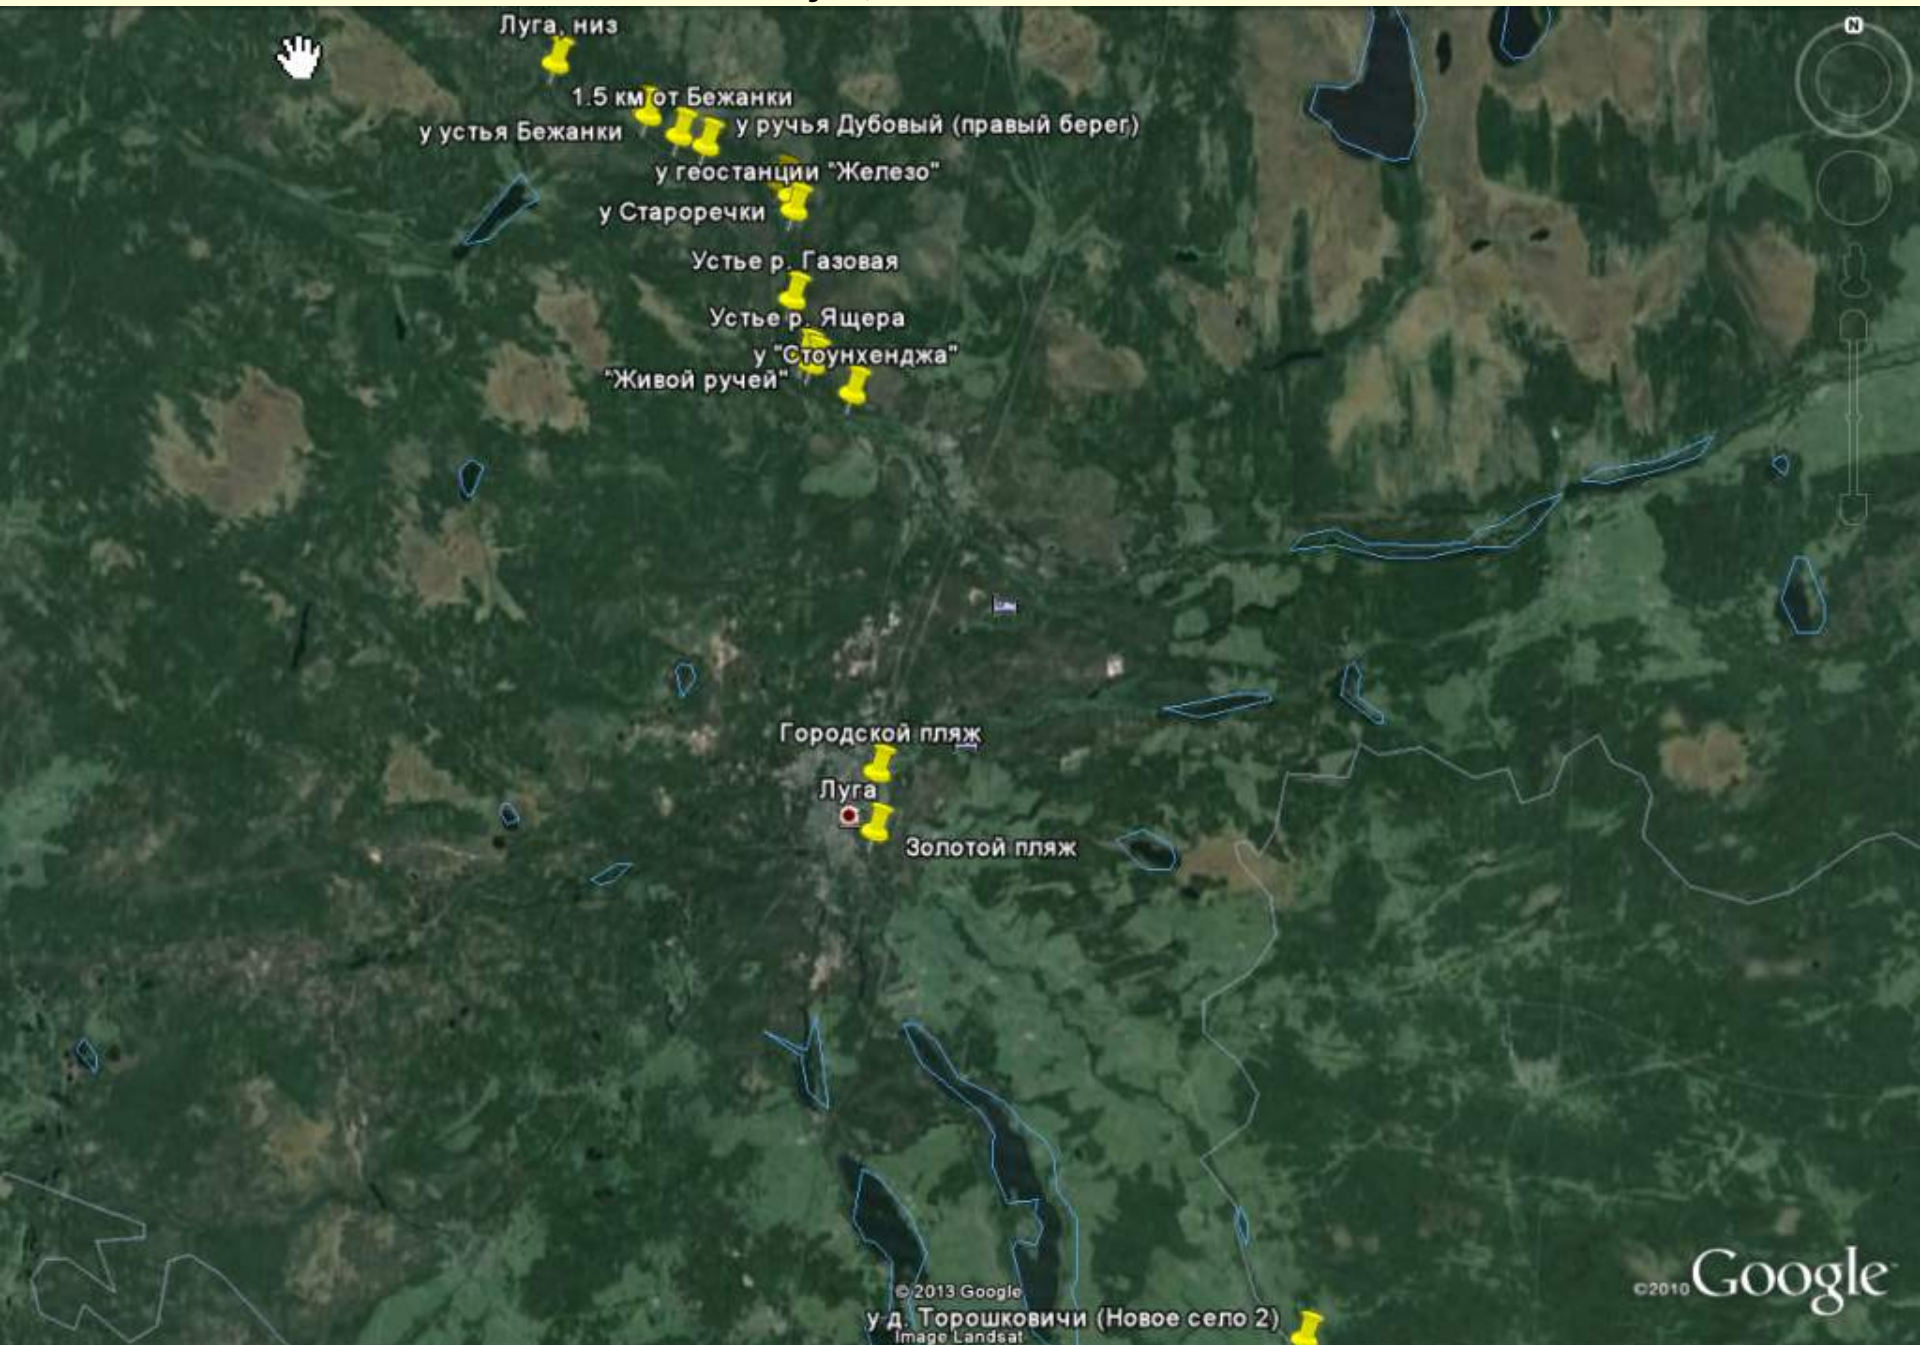 Луга, низ
1.5 км от Бежанки
у устья Бежанки
у ручья Дубовый (правый берег)
у геостанции "Железо"
у Староречки
Устье р. Газовая
Устье р. Ящера
у "Стоунхенджа"
"Живой ручей"
Городской пляж
Луга
Золотой пляж
© 2013 Google
у д. Торошковичи (Новое село 2)
Image Landsat
©2010 Google
N